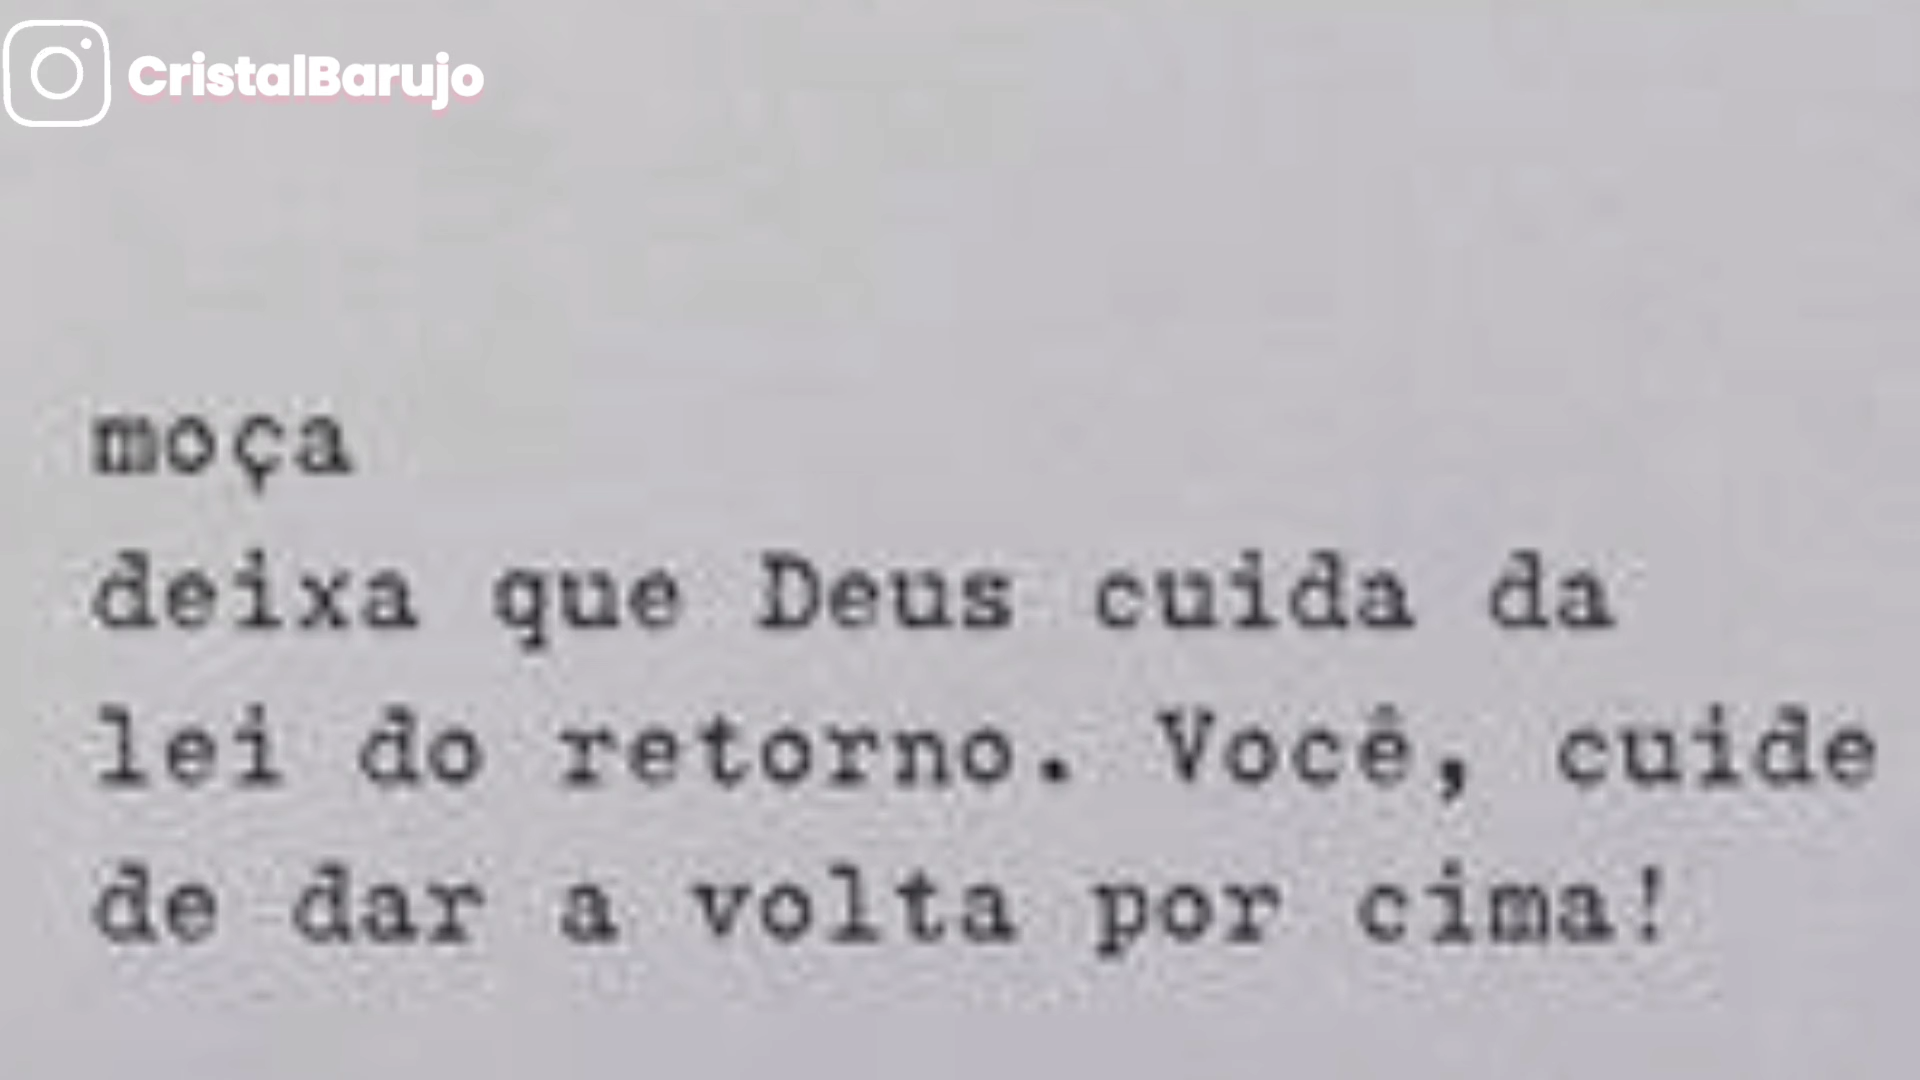 CristalBarujo
moça
deixa que Deus cuida da
lei do retorno. Você, cuide
de dar a volta por cima!